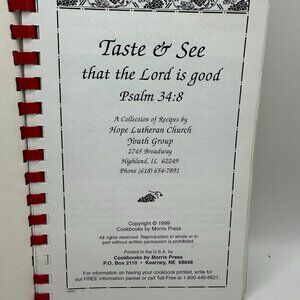 Taste & See
that the Lord is good
Psalm 34:8
A Collection of Recipes by
Hope Lutheran Church
Youth Group
2745 Broadway
Highland, IL 62249
Phone (618) 654-7891
Copyright © 1999
Cookbooks by Morris Press
All rights reserved. Reproduction in whole or in
part without written permission is prohibited.
Printed in the U.S.A. by
Cookbooks by Morris Press
P.O. Box 2110 • Kearney, NE 68848
For information on having your cookbook printed, write for
our FREE information packet or call Toll-Free at 1-800-445-6621.